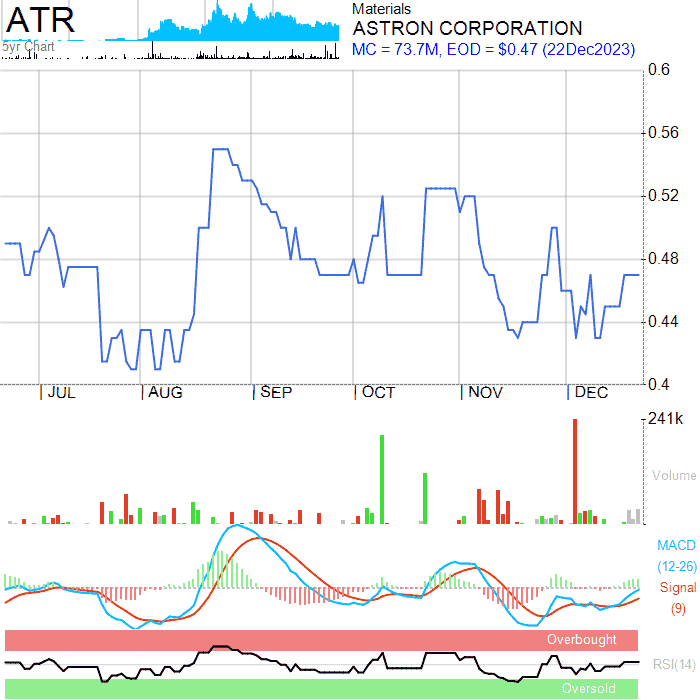 ATR
5yr Chart
Materials
ASTRON CORPORATION
MC = 73.7M, EOD = $0.47 (22Dec2023)
0.6
0.56
0.52
0.48
0.44
0.4
JUL
AUG
SEP
OCT
NOV
DEC
241k
Volume
MACD
(12-26)
Signal
(9)
Overbought
RSI(14)
Oversold